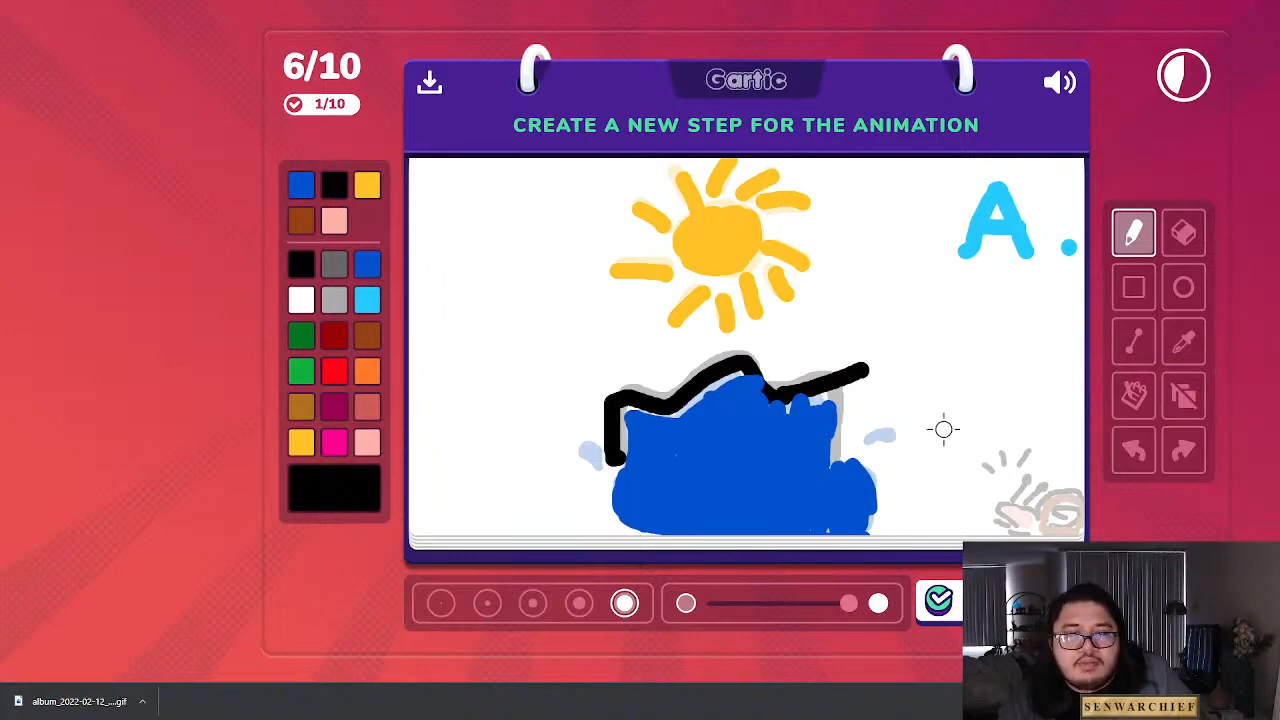 6/10
1/10
Gartic
CREATE A NEW STEP FOR THE ANIMATION
A.
album_2022-02-12_...gif
SENWARCHIEF